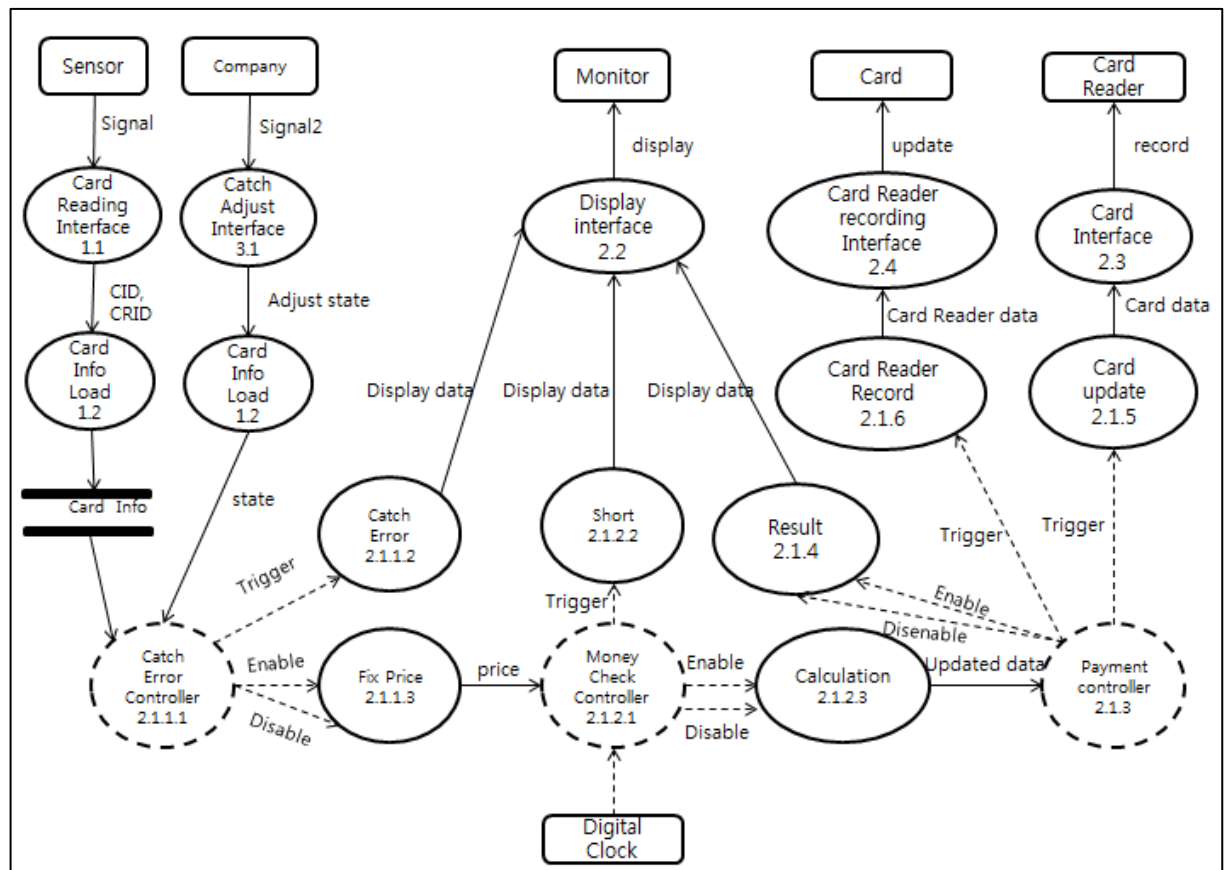 Sensor
Company
Monitor
Card
Card
Reader
Signal
Signal2
display
update
record
Card
Reading
Interface
1.1
Catch
Adjust
Interface
3.1
Display
interface
2.2
Card Reader
recording
Interface
2.4
Card
Interface
2.3
CID,
CRID
Adjust state
Card Reader data
Card data
Card
Info
Load
1.2
Card
Info
Load
1.2
Display data
Display data
Display data
Card Reader
Record
2.1.6
Card
update
2.1.5
Card Info
state
Catch
Error
2.1.1.2
Short
2.1.2.2
Result
2.1.4
Trigger
Trigger
Trigger
Trigger
Enable
Disenable
Catch
Error
Controller
2.1.1.1
Enable
Disable
Fix Price
2.1.1.3
price
Money
Check
Controller
2.1.2.1
Enable
Disable
Calculation
2.1.2.3
Updated data
Payment
controller
2.1.3
Digital
Clock